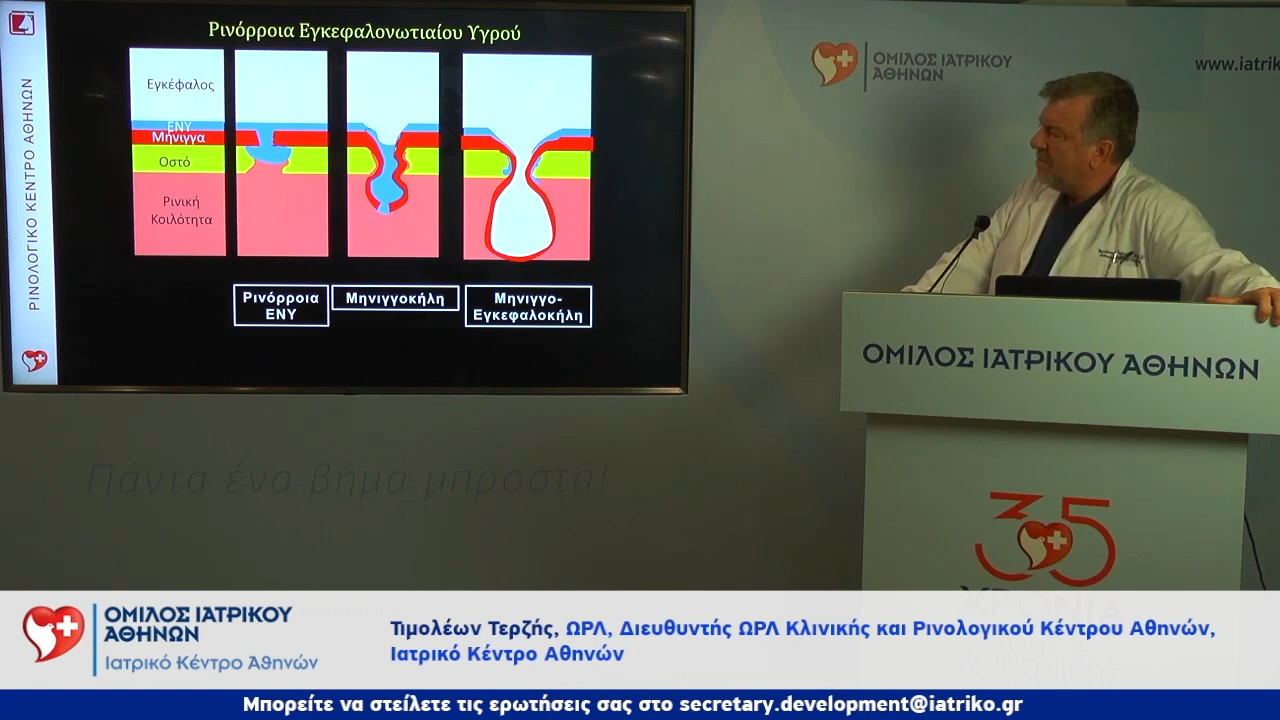 ΡΙΝΟΛΟΓΙΚΟ ΚΕΝΤΡΟ ΑΘΗΝΩΝ
Ρινόρροια Εγκεφαλονωτιαίου Υγρού
Εγκέφαλος
ΕΝΥ
Μήνιγγα
Οστό
Ρινική
Κοιλότητα
Ρινόρροια
ΕΝΥ
Μηνιγγοκήλη
Μηνιγγο-
Εγκεφαλοκήλη
ΟΜΙΛΟΣ ΙΑΤΡΙΚΟΥ
ΑΘΗΝΩΝ
www.iatrik
ΟΜΙΛΟΣ ΙΑΤΡΙΚΟΥ ΑΘΗΝΩΝ
Πάντα ένα βήμα μπροστά!
35
ΧΡΟΝΙΑ
ΟΜΙΛΟΣ ΙΑΤΡΙΚΟΥ
ΑΘΗΝΩΝ
Ιατρικό Κέντρο Αθηνών
Τιμολέων Τερζής, ΩΡΛ, Διευθυντής ΩΡΛ Κλινικής και Ρινολογικού Κέντρου Αθηνών,
Ιατρικό Κέντρο Αθηνών
Μπορείτε να στείλετε τις ερωτήσεις σας στο secretary.development@iatriko.gr